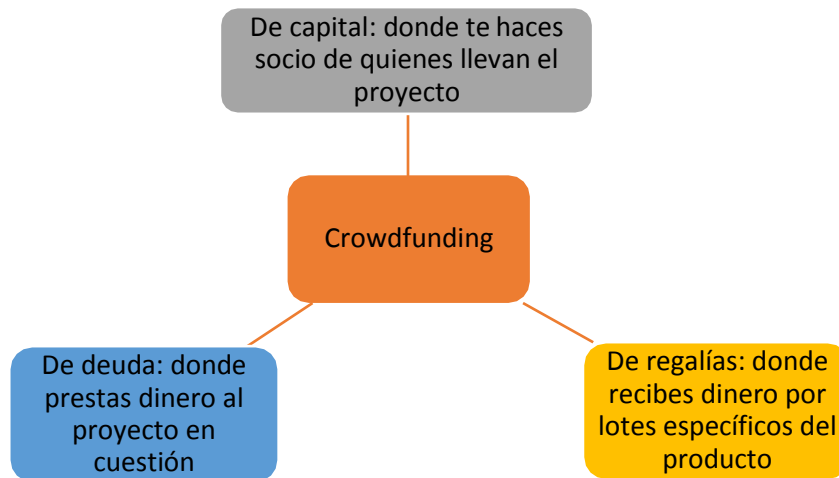 De capital: donde te haces
socio de quienes llevan el
proyecto
Crowdfunding
De deuda: donde
prestas dinero al
proyecto en
cuestión
De regalías: donde
recibes dinero por
lotes específicos del
producto